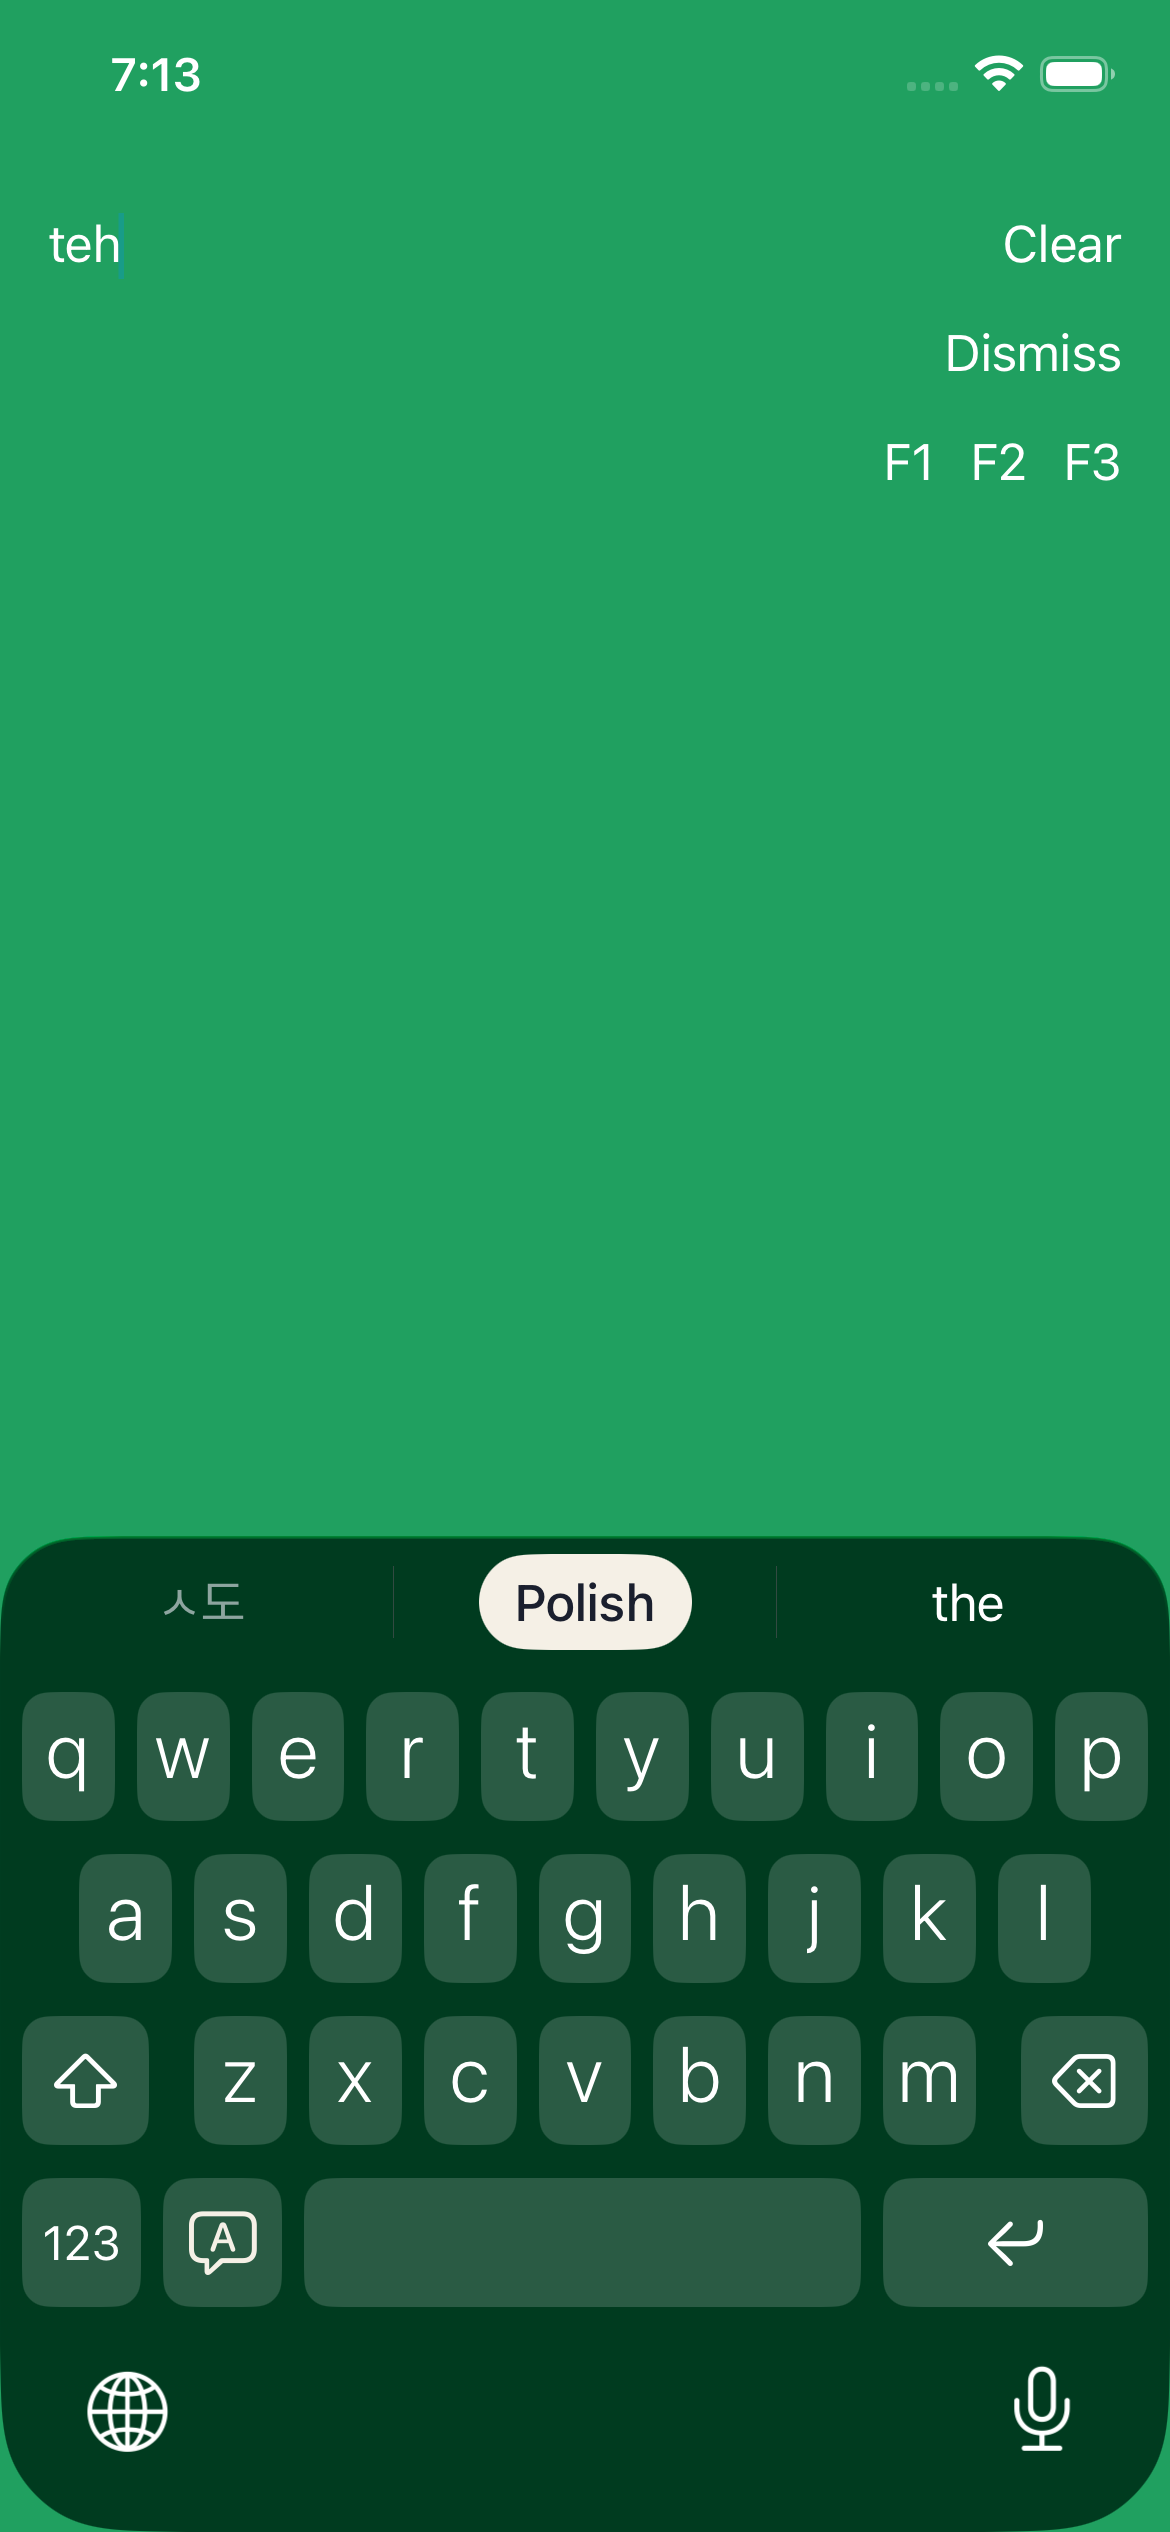 7:13
teh Clear
Dismiss
F1 F2 F3
ㅅ도 Polish the
q w e r t y u i o p
a s d f g h j k l
z x c v b n m
123 A